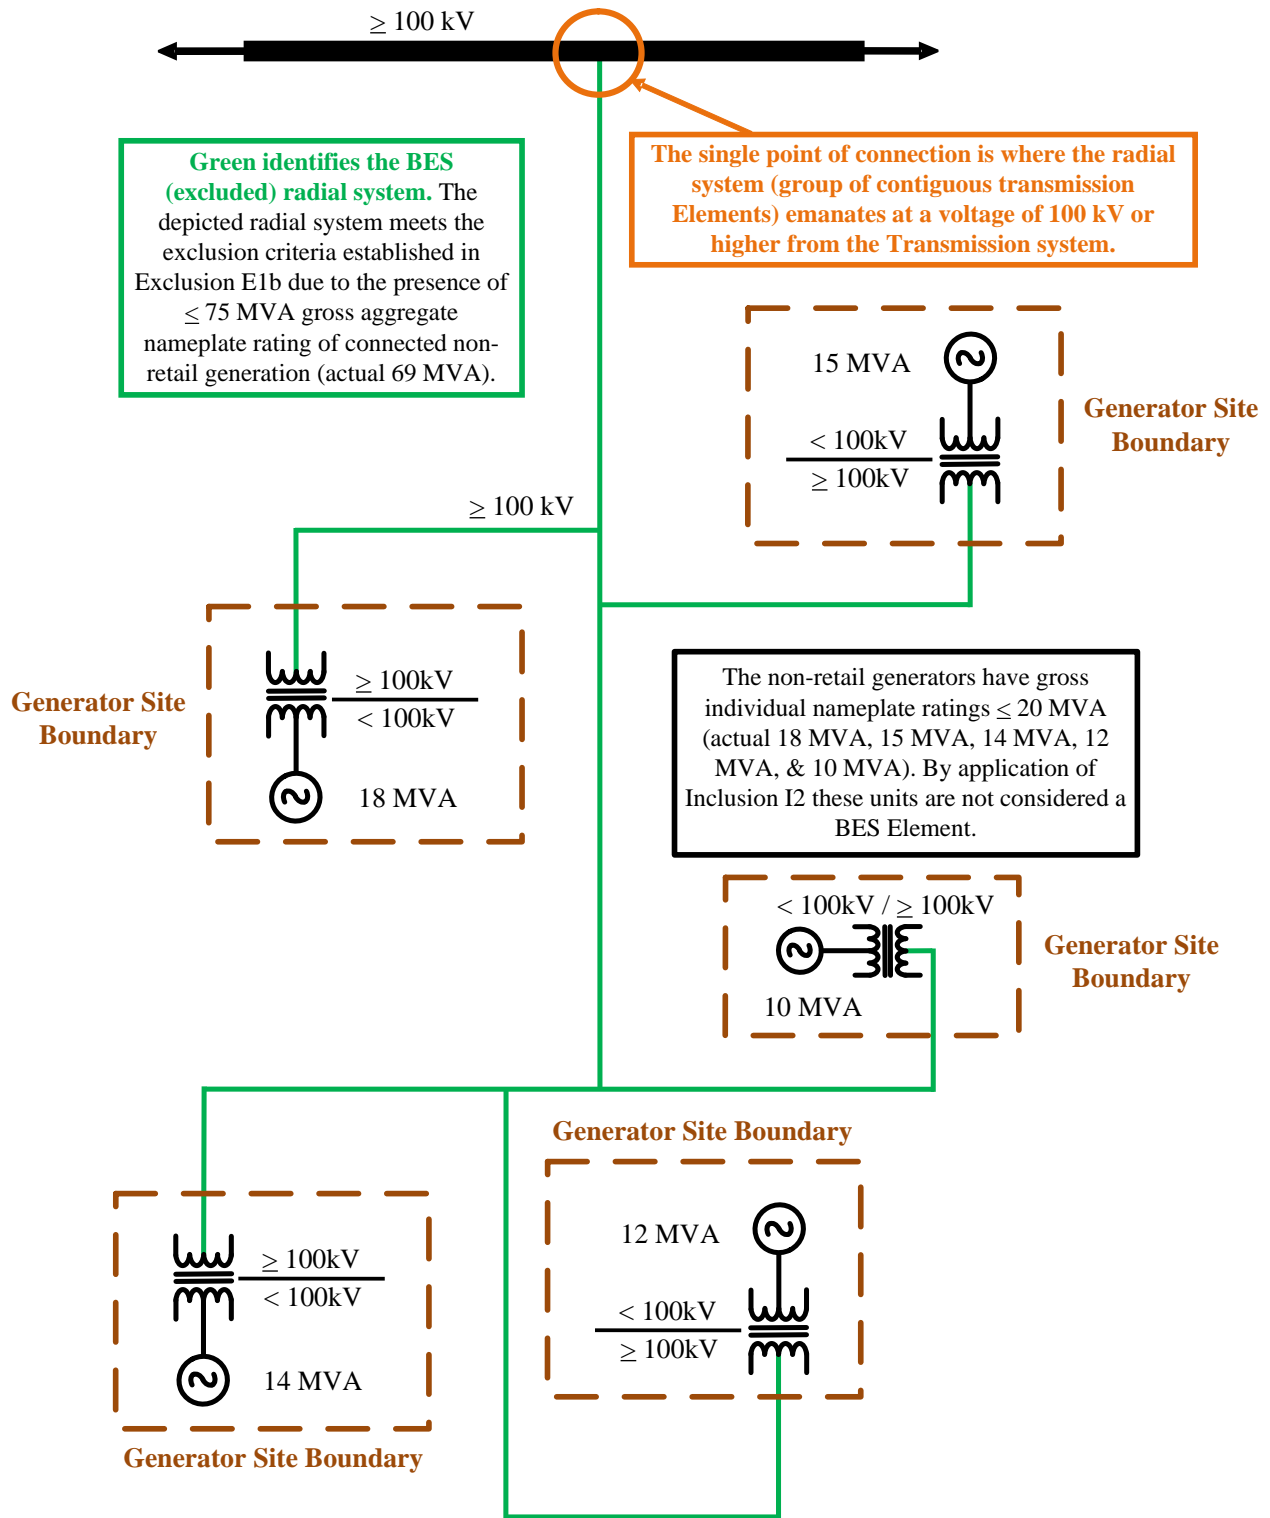 ≥ 100 kV
Green identifies the BES
(excluded) radial system. The
depicted radial system meets the
exclusion criteria established in
Exclusion E1b due to the presence of
≤ 75 MVA gross aggregate
nameplate rating of connected non-
retail generation (actual 69 MVA).
The single point of connection is where the radial
system (group of contiguous transmission
Elements) emanates at a voltage of 100 kV or
higher from the Transmission system.
15 MVA
< 100kV
≥ 100kV
Generator Site
Boundary
≥ 100 kV
Generator Site
Boundary
≥ 100kV
< 100kV
18 MVA
The non-retail generators have gross
individual nameplate ratings ≤ 20 MVA
(actual 18 MVA, 15 MVA, 14 MVA, 12
MVA, & 10 MVA). By application of
Inclusion I2 these units are not considered a
BES Element.
< 100kV / ≥ 100kV
10 MVA
Generator Site
Boundary
Generator Site Boundary
12 MVA
< 100kV
≥ 100kV
≥ 100kV
< 100kV
14 MVA
Generator Site Boundary